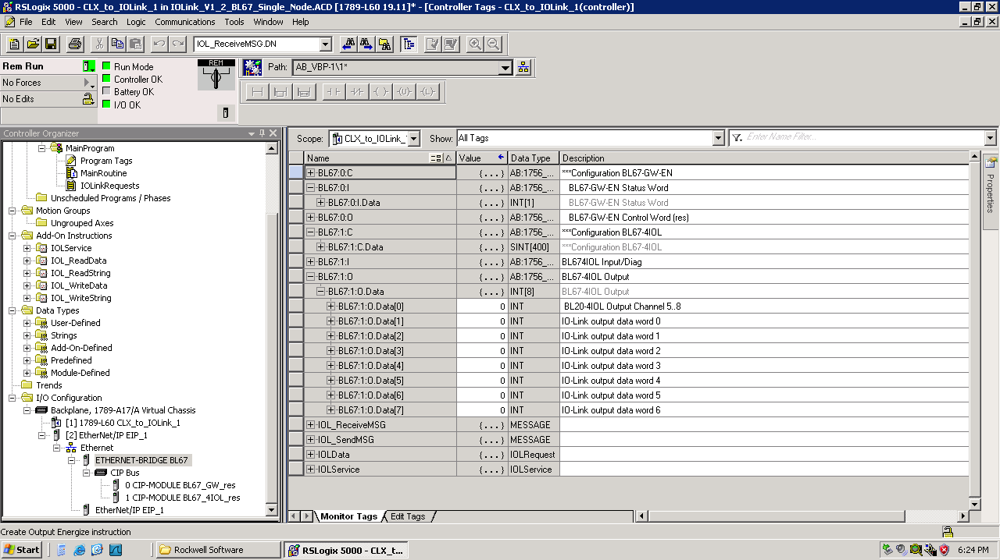 RSLogix 5000 - CLX_to_IOLink_1 in IOLink_V1_2_BL67_Single_Node.ACD [1789-L60 19.11]* - [Controller Tags - CLX_to_IOLink_1(controller)]
File Edit View Search Logic Communications Tools Window Help
IOL_ReceiveMSG.DN
Rem Run
No Forces
No Edits
Run Mode
Controller OK
Battery OK
I/O OK
REM
Path: AB_VBP-1\1*
Controller Organizer
MainProgram
Program Tags
MainRoutine
IOLinkRequests
Unscheduled Programs / Phases
Motion Groups
Ungrouped Axes
Add-On Instructions
IOLService
IOL_ReadData
IOL_ReadString
IOL_WriteData
IOL_WriteString
Data Types
User-Defined
Strings
Add-On-Defined
Predefined
Module-Defined
Trends
I/O Configuration
Backplane, 1789-A17/A Virtual Chassis
[1] 1789-L60 CLX_to_IOLink_1
[2] EtherNet/IP EIP_1
Ethernet
ETHERNET-BRIDGE BL67
CIP Bus
0 CIP-MODULE BL67_GW_res
1 CIP-MODULE BL67_4IOL_res
EtherNet/IP EIP_1
Scope: CLX_to_IOLink_ Show: All Tags Enter Name Filter...
Name Value Data Type Description
BL67:0:C {...} AB:1756_... ***Configuration BL67-GW-EN
BL67:0:I {...} AB:1756_... BL67-GW-EN Status Word
BL67:0:I.Data {...} INT[1] BL67-GW-EN Status Word
BL67:0:O {...} AB:1756_... BL67-GW-EN Control Word (res)
BL67:1:C {...} AB:1756_... ***Configuration BL67-4IOL
BL67:1:C.Data {...} SINT[400] ***Configuration BL67-4IOL
BL67:1:I {...} AB:1756_... BL674IOL Input/Diag
BL67:1:O {...} AB:1756_... BL67-4IOL Output
BL67:1:O.Data {...} INT[8] BL67-4IOL Output
BL67:1:O.Data[0] 0 INT BL20-4IOL Output Channel 5..8
BL67:1:O.Data[1] 0 INT IO-Link output data word 0
BL67:1:O.Data[2] 0 INT IO-Link output data word 1
BL67:1:O.Data[3] 0 INT IO-Link output data word 2
BL67:1:O.Data[4] 0 INT IO-Link output data word 3
BL67:1:O.Data[5] 0 INT IO-Link output data word 4
BL67:1:O.Data[6] 0 INT IO-Link output data word 5
BL67:1:O.Data[7] 0 INT IO-Link output data word 6
IOL_ReceiveMSG {...} MESSAGE
IOL_SendMSG {...} MESSAGE
IOLData {...} IOLRequest
IOLService {...} IOLService
Monitor Tags Edit Tags
Properties
Create Output Energize instruction
Start Rockwell Software RSLogix 5000 - CLX_t... 6:24 PM